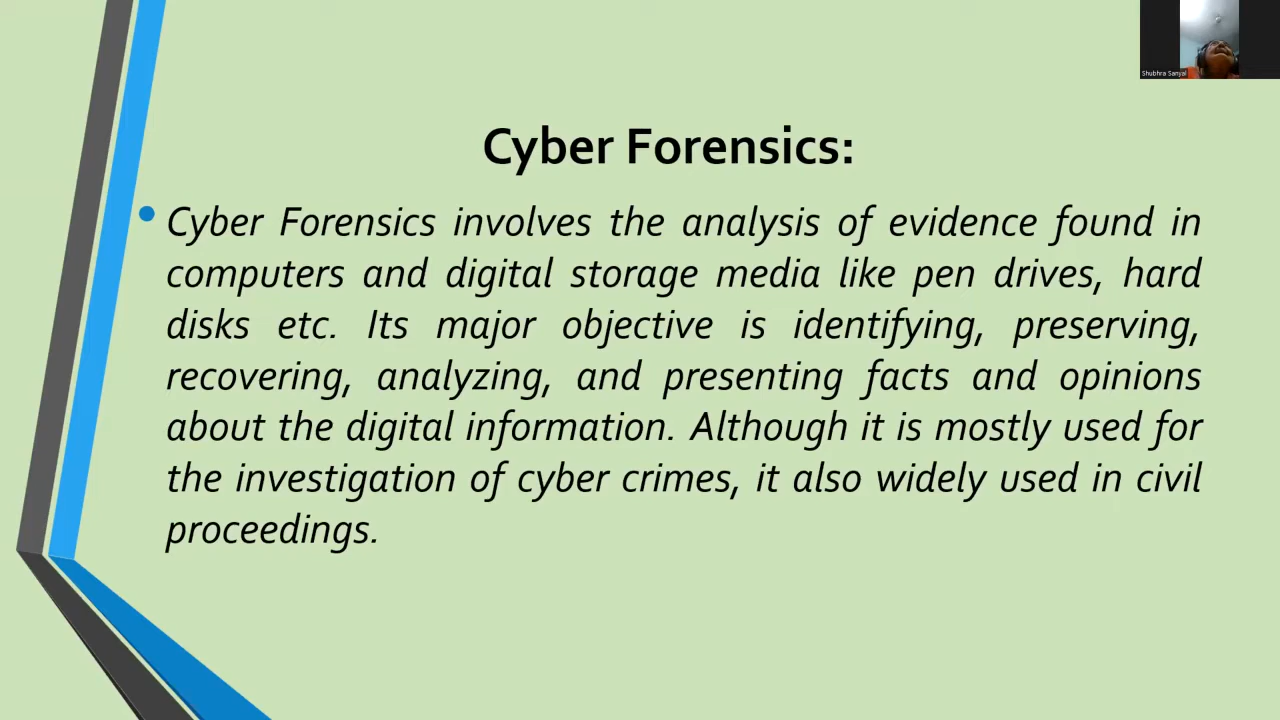 Shubhra Sanyal
Cyber Forensics:
• Cyber Forensics involves the analysis of evidence found in
computers and digital storage media like pen drives, hard
disks etc. Its major objective is identifying, preserving,
recovering, analyzing, and presenting facts and opinions
about the digital information. Although it is mostly used for
the investigation of cyber crimes, it also widely used in civil
proceedings.